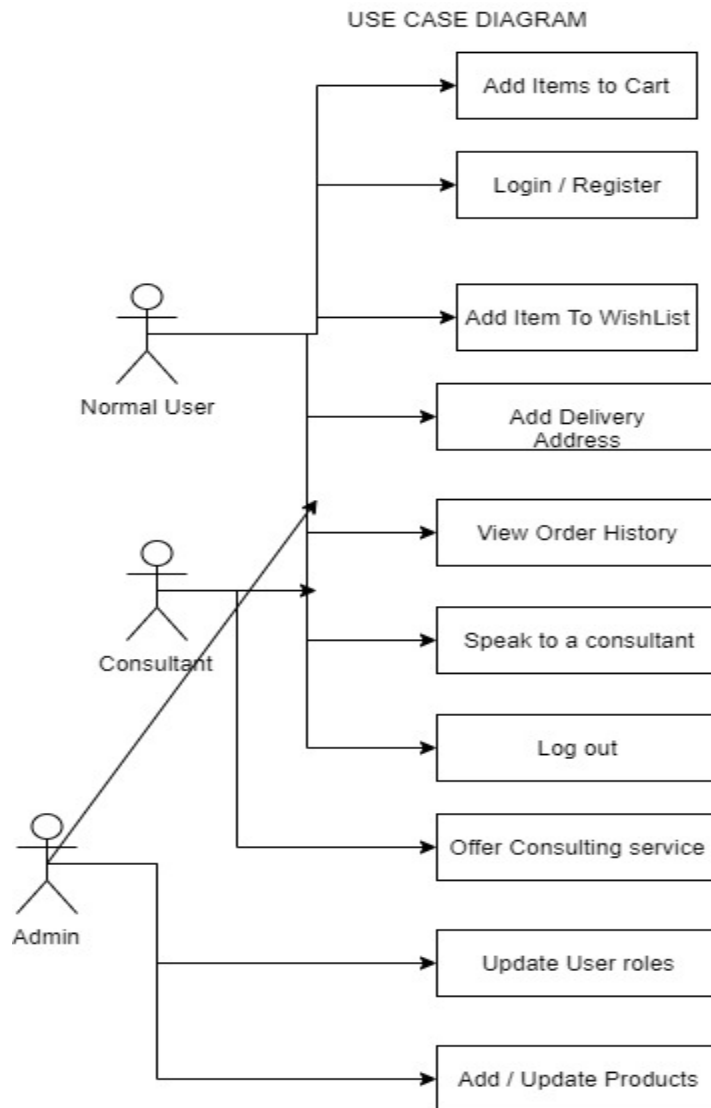 USE CASE DIAGRAM
Add Items to Cart
Login / Register
Add Item To WishList
Normal User
Add Delivery
Address
View Order History
Consultant
Speak to a consultant
Log out
Offer Consulting service
Admin
Update User roles
Add / Update Products